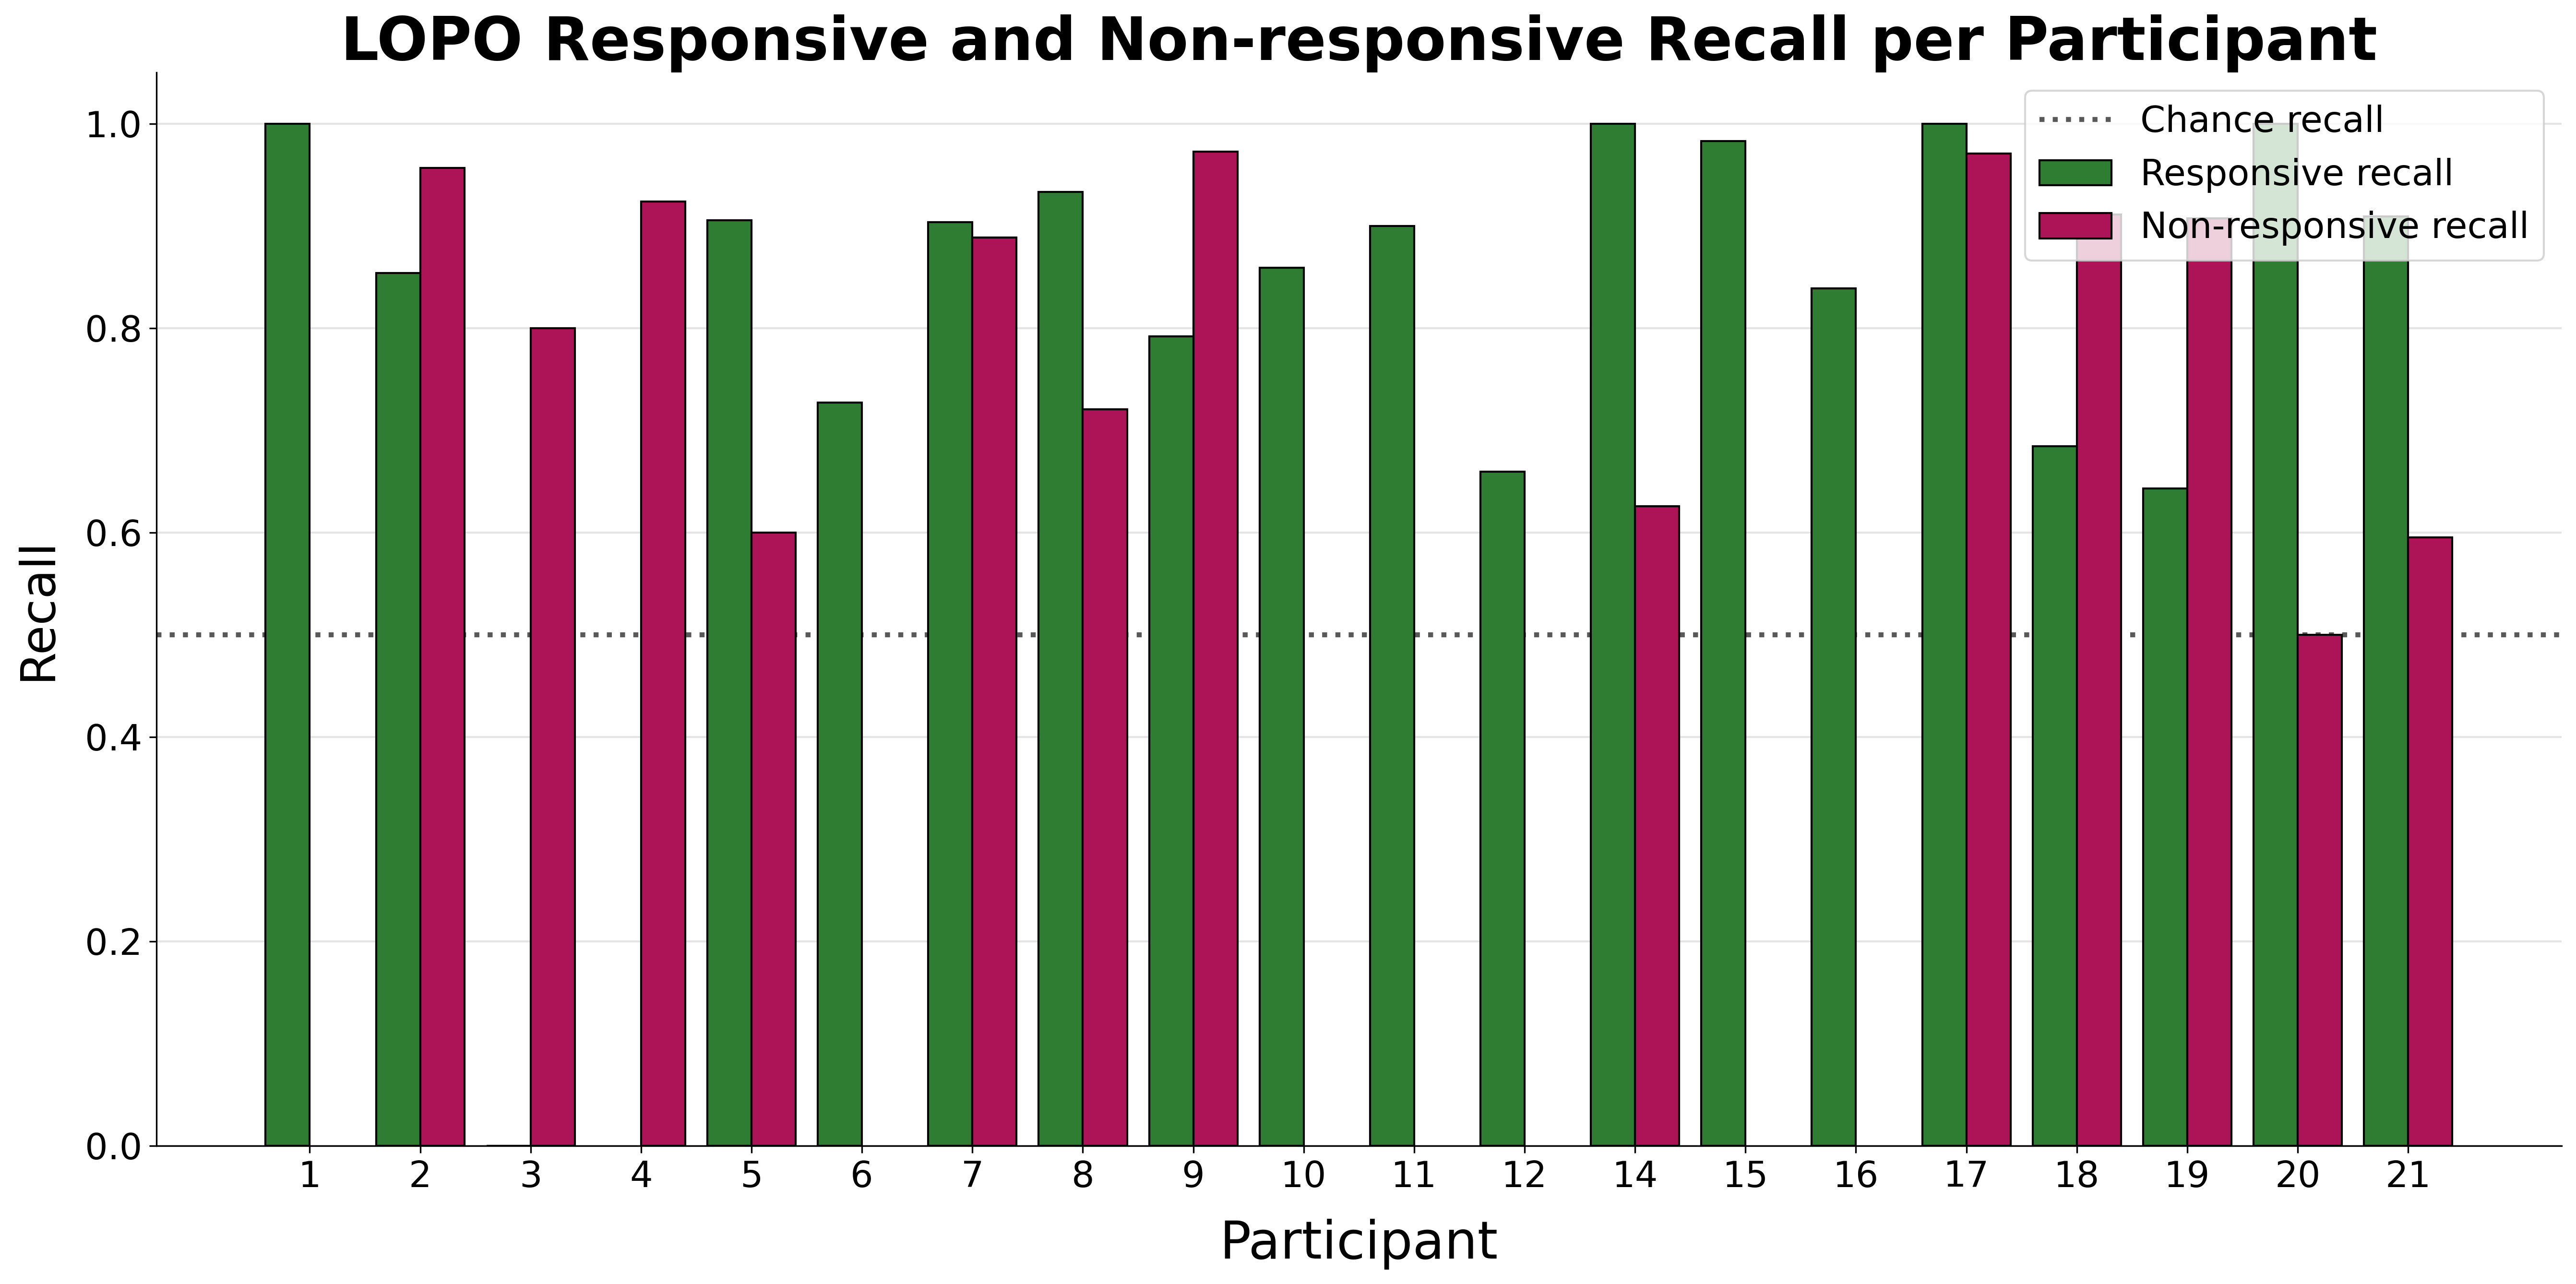 LOPO Responsive and Non-responsive Recall per Participant
Chance recall
Responsive recall
Non-responsive recall
1.0
0.8
0.6
0.4
0.2
0.0
Recall
1 2 3 4 5 6 7 8 9 10 11 12 14 15 16 17 18 19 20 21
Participant